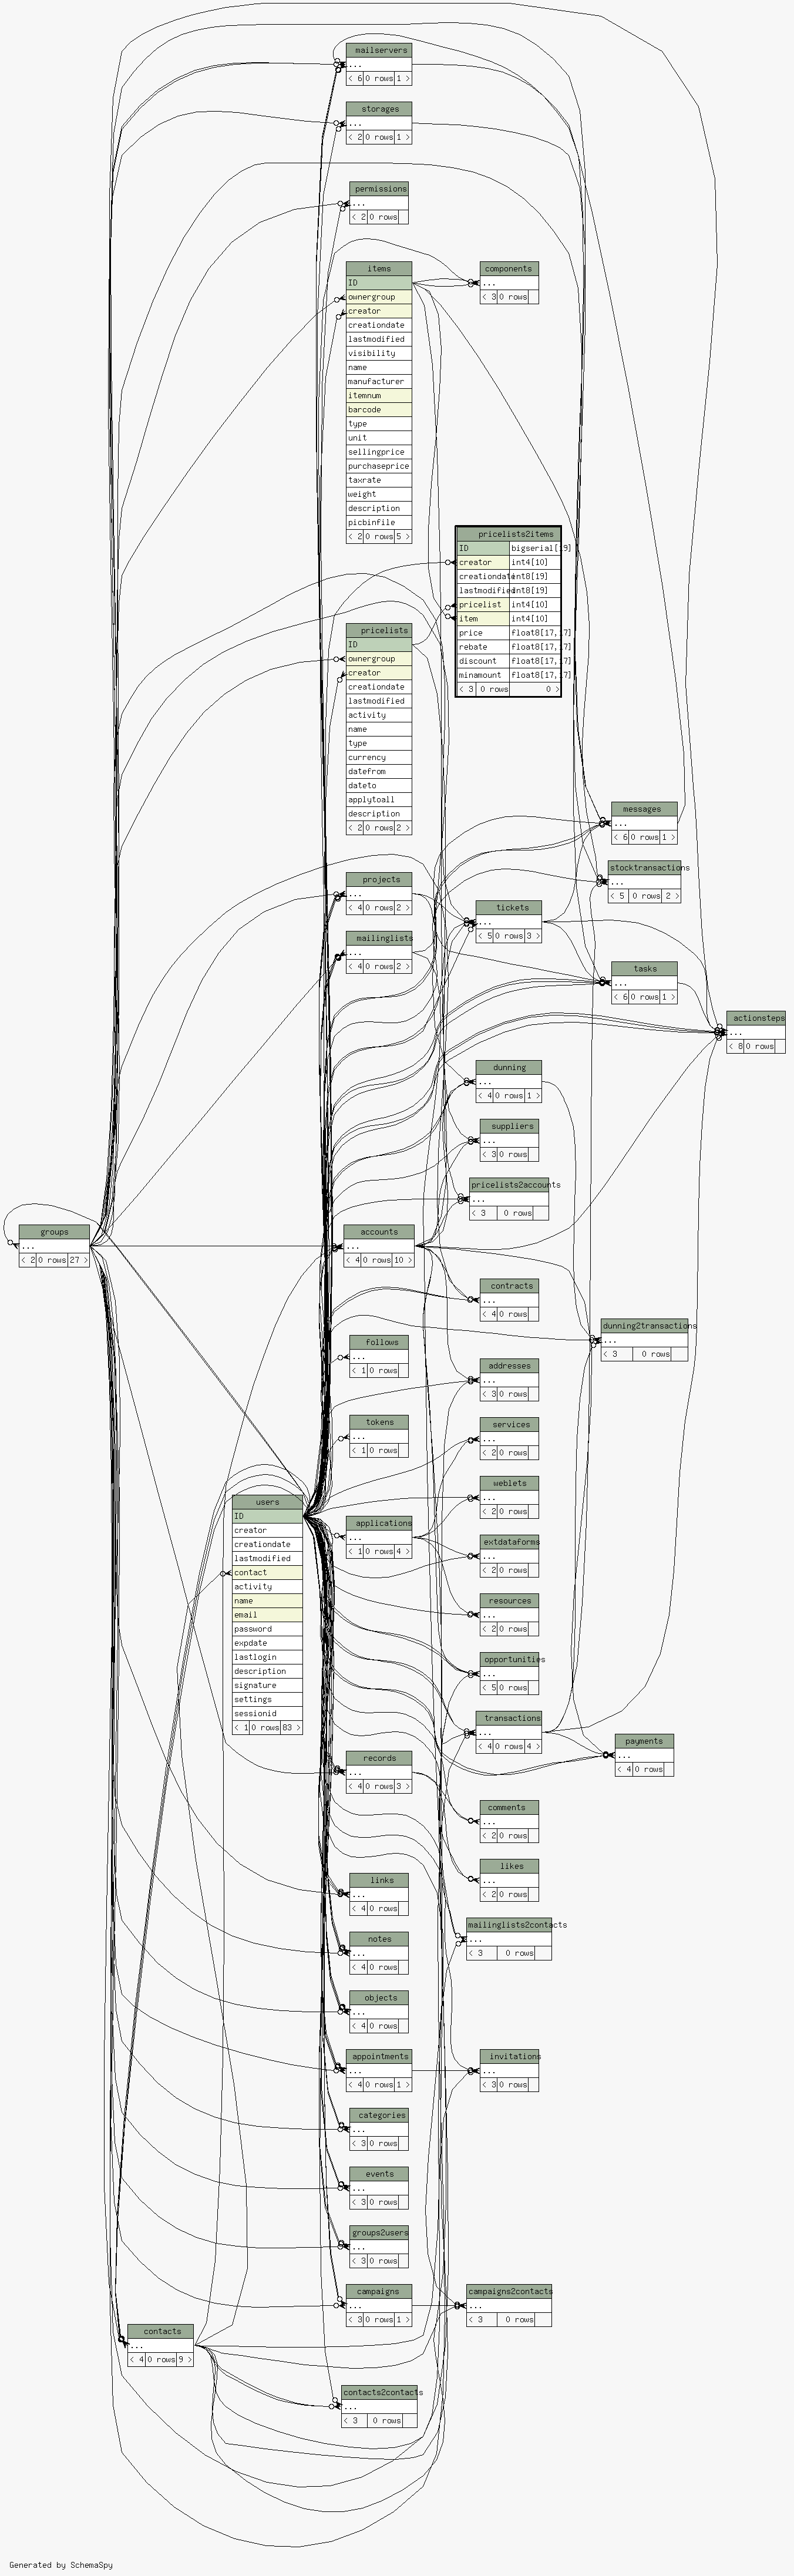 mailservers
...
< 6 0 rows 1 >
storages
...
< 2 0 rows 1 >
permissions
...
< 2 0 rows
items
ID
ownergroup
creator
creationdate
lastmodified
visibility
name
manufacturer
itemnum
barcode
type
unit
sellingprice
purchaseprice
taxrate
weight
description
picbinfile
< 2 0 rows 5 >
components
...
< 3 0 rows
pricelists2items
ID bigserial[19]
creator int4[10]
creationdate int8[19]
lastmodified int8[19]
pricelist int4[10]
item int4[10]
price float8[17,17]
rebate float8[17,17]
discount float8[17,17]
minamount float8[17,17]
< 3 0 rows 0 >
pricelists
ID
ownergroup
creator
creationdate
lastmodified
activity
name
type
currency
datefrom
dateto
applytoall
description
< 2 0 rows 2 >
messages
...
< 6 0 rows 1 >
stocktransactions
...
< 5 0 rows 2 >
projects
...
< 4 0 rows 2 >
tickets
...
< 5 0 rows 3 >
mailinglists
...
< 4 0 rows 2 >
tasks
...
< 6 0 rows 1 >
actionsteps
...
< 8 0 rows
dunning
...
< 4 0 rows 1 >
suppliers
...
< 3 0 rows
pricelists2accounts
...
< 3 0 rows
groups
...
< 2 0 rows 27 >
accounts
...
< 4 0 rows 10 >
contracts
...
< 4 0 rows
dunning2transactions
...
< 3 0 rows
follows
...
< 1 0 rows
addresses
...
< 3 0 rows
tokens
...
< 1 0 rows
services
...
< 2 0 rows
weblets
...
< 2 0 rows
users
ID
creator
creationdate
lastmodified
contact
activity
name
email
password
expdate
lastlogin
description
signature
settings
sessionid
< 1 0 rows 83 >
applications
...
< 1 0 rows 4 >
extdataforms
...
< 2 0 rows
resources
...
< 2 0 rows
opportunities
...
< 5 0 rows
transactions
...
< 4 0 rows 4 >
payments
...
< 4 0 rows
records
...
< 4 0 rows 3 >
comments
...
< 2 0 rows
likes
...
< 2 0 rows
links
...
< 4 0 rows
mailinglists2contacts
...
< 3 0 rows
notes
...
< 4 0 rows
objects
...
< 4 0 rows
appointments
...
< 4 0 rows 1 >
invitations
...
< 3 0 rows
categories
...
< 3 0 rows
events
...
< 3 0 rows
groups2users
...
< 3 0 rows
campaigns
...
< 3 0 rows 1 >
campaigns2contacts
...
< 3 0 rows
contacts
...
< 4 0 rows 9 >
contacts2contacts
...
< 3 0 rows
Generated by SchemaSpy